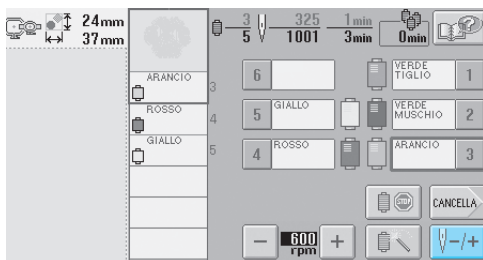 24mm
37mm
3
5
325
1001
1min
3min
0min
ARANCIO
3
ROSSO
4
GIALLO
5
6
VERDE
TIGLIO
1
5
GIALLO
VERDE
MUSCHIO
2
4
ROSSO
ARANCIO
3
STOP
CANCELLA
−
600
rpm
+
−/+